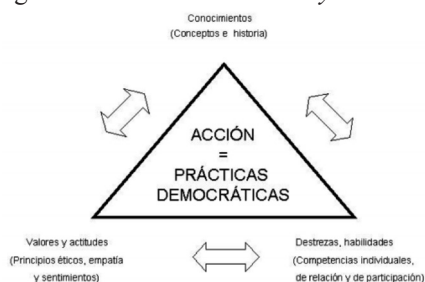 Conocimientos
(Conceptos e historia)
ACCIÓN
=
PRÁCTICAS
DEMOCRÁTICAS
Valores y actitudes
(Principios éticos, empatía
y sentimientos)
Destrezas, habilidades
(Competencias individuales,
de relación y de participación)